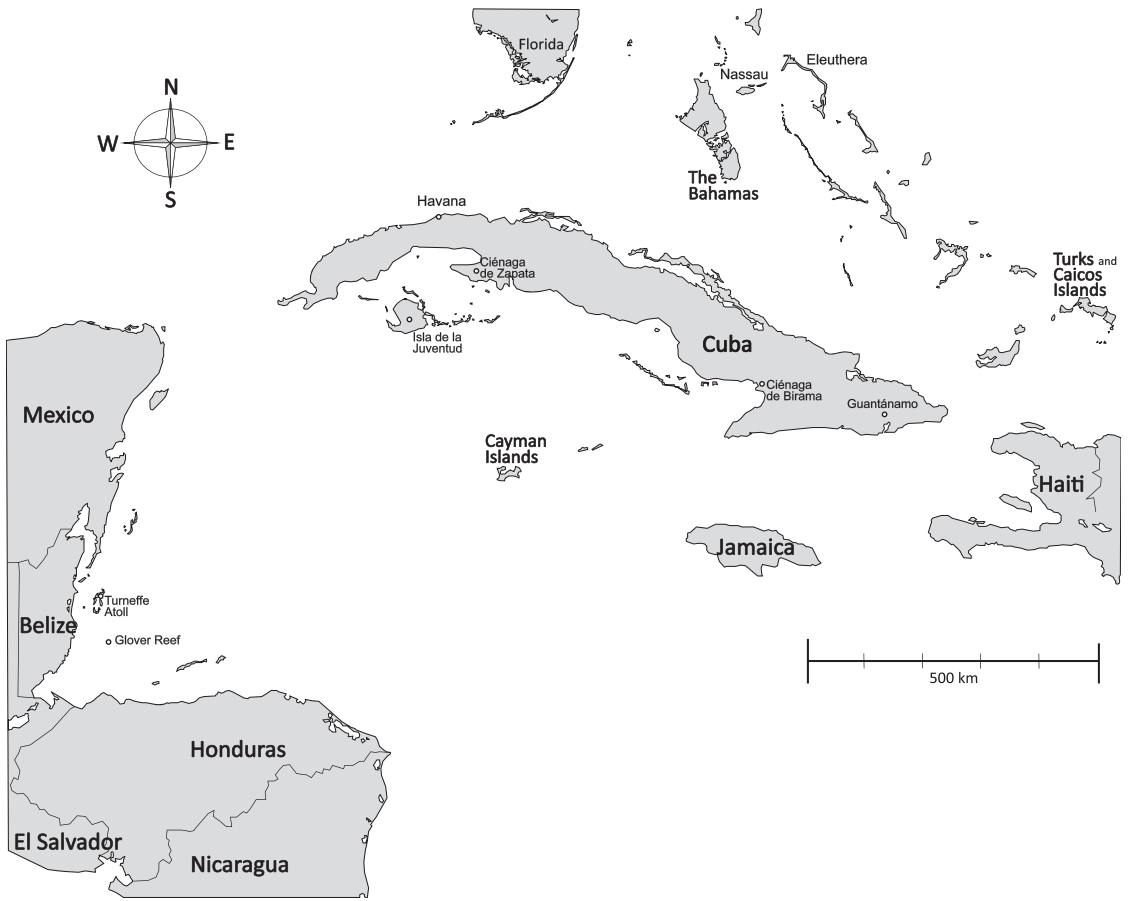 Florida
Nassau
Eleuthera
N
W
E
S
The
Bahamas
Havana
Ciénaga
de Zapata
Turks and
Caicos
Islands
Isla de la
Juventud
Cuba
Mexico
Ciénaga
de Birama
Guantánamo
Cayman
Islands
Haiti
Jamaica
Turneffe
Atoll
Belize
Glover Reef
500 km
Honduras
El Salvador
Nicaragua